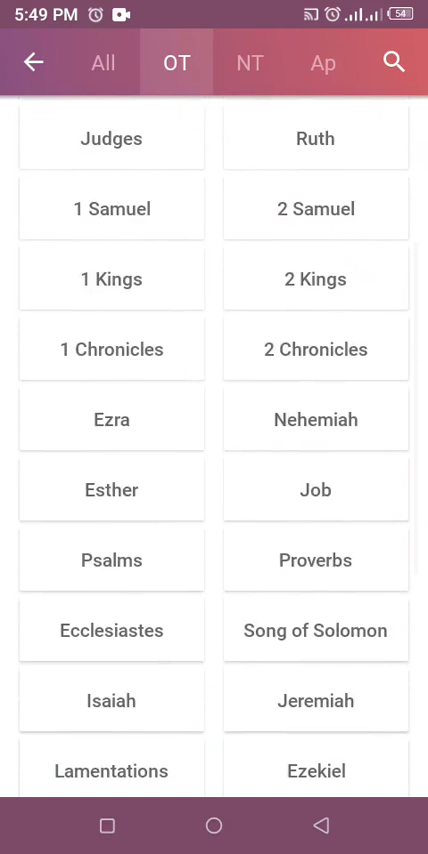 5:49 PM 54
All OT NT Ap
Judges Ruth
1 Samuel 2 Samuel
1 Kings 2 Kings
1 Chronicles 2 Chronicles
Ezra Nehemiah
Esther Job
Psalms Proverbs
Ecclesiastes Song of Solomon
Isaiah Jeremiah
Lamentations Ezekiel